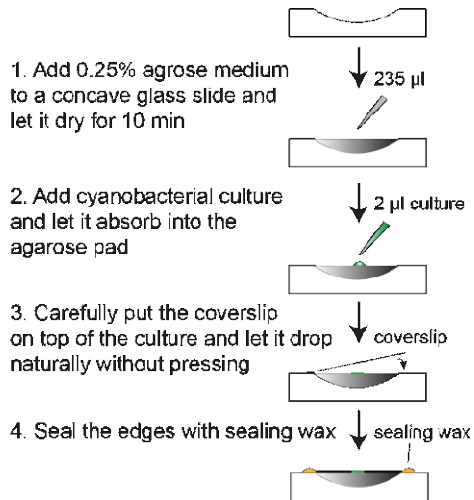 1. Add 0.25% agrose medium
to a concave glass slide and
let it dry for 10 min
235 µl
2. Add cyanobacterial culture
and let it absorb into the
agarose pad
2 µl culture
3. Carefully put the coverslip
on top of the culture and let it drop
naturally without pressing
coverslip
4. Seal the edges with sealing wax
sealing wax